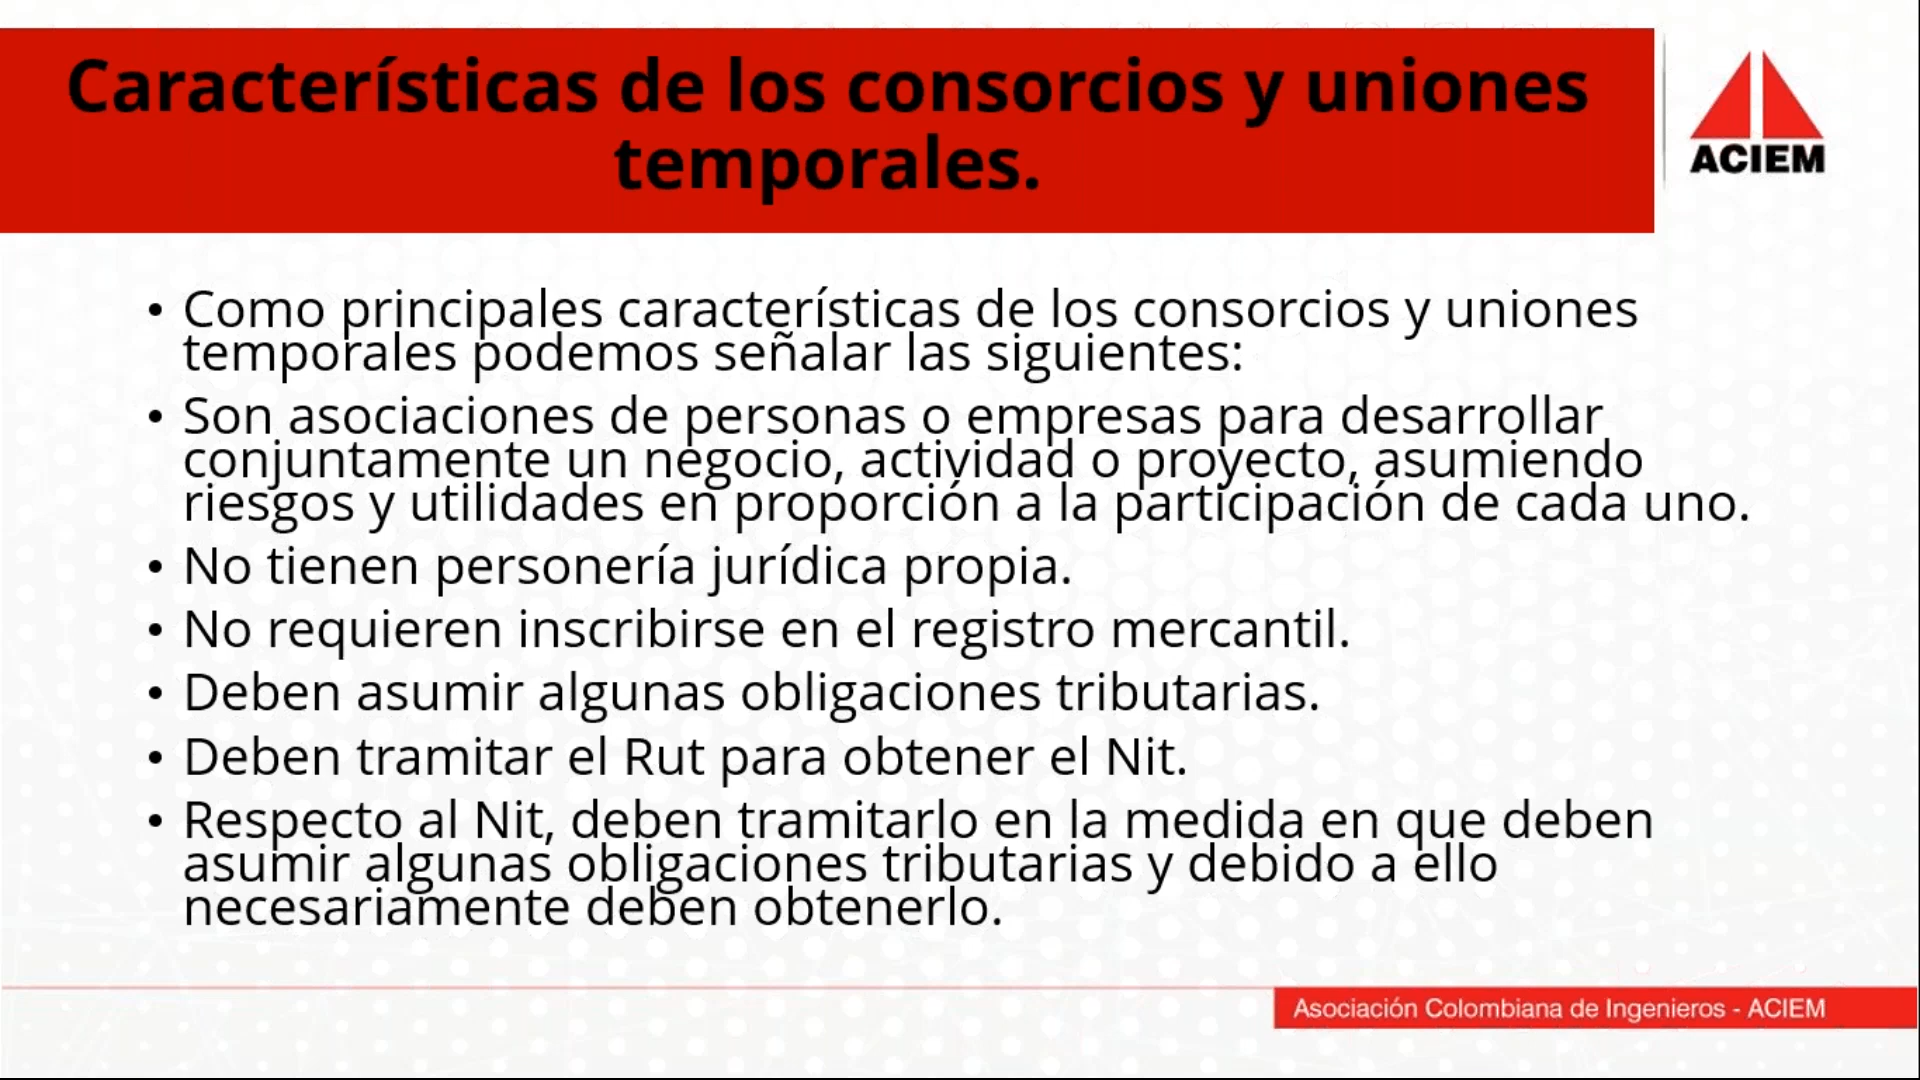 Características de los consorcios y uniones
temporales.
ACIEM
• Como principales características de los consorcios y uniones
temporales podemos señalar las siguientes:
• Son asociaciones de personas o empresas para desarrollar
conjuntamente un negocio, actividad o proyecto, asumiendo
riesgos y utilidades en proporción a la participación de cada uno.
• No tienen personería jurídica propia.
• No requieren inscribirse en el registro mercantil.
• Deben asumir algunas obligaciones tributarias.
• Deben tramitar el Rut para obtener el Nit.
• Respecto al Nit, deben tramitarlo en la medida en que deben
asumir algunas obligaciones tributarias y debido a ello
necesariamente deben obtenerlo.
Asociación Colombiana de Ingenieros - ACIEM